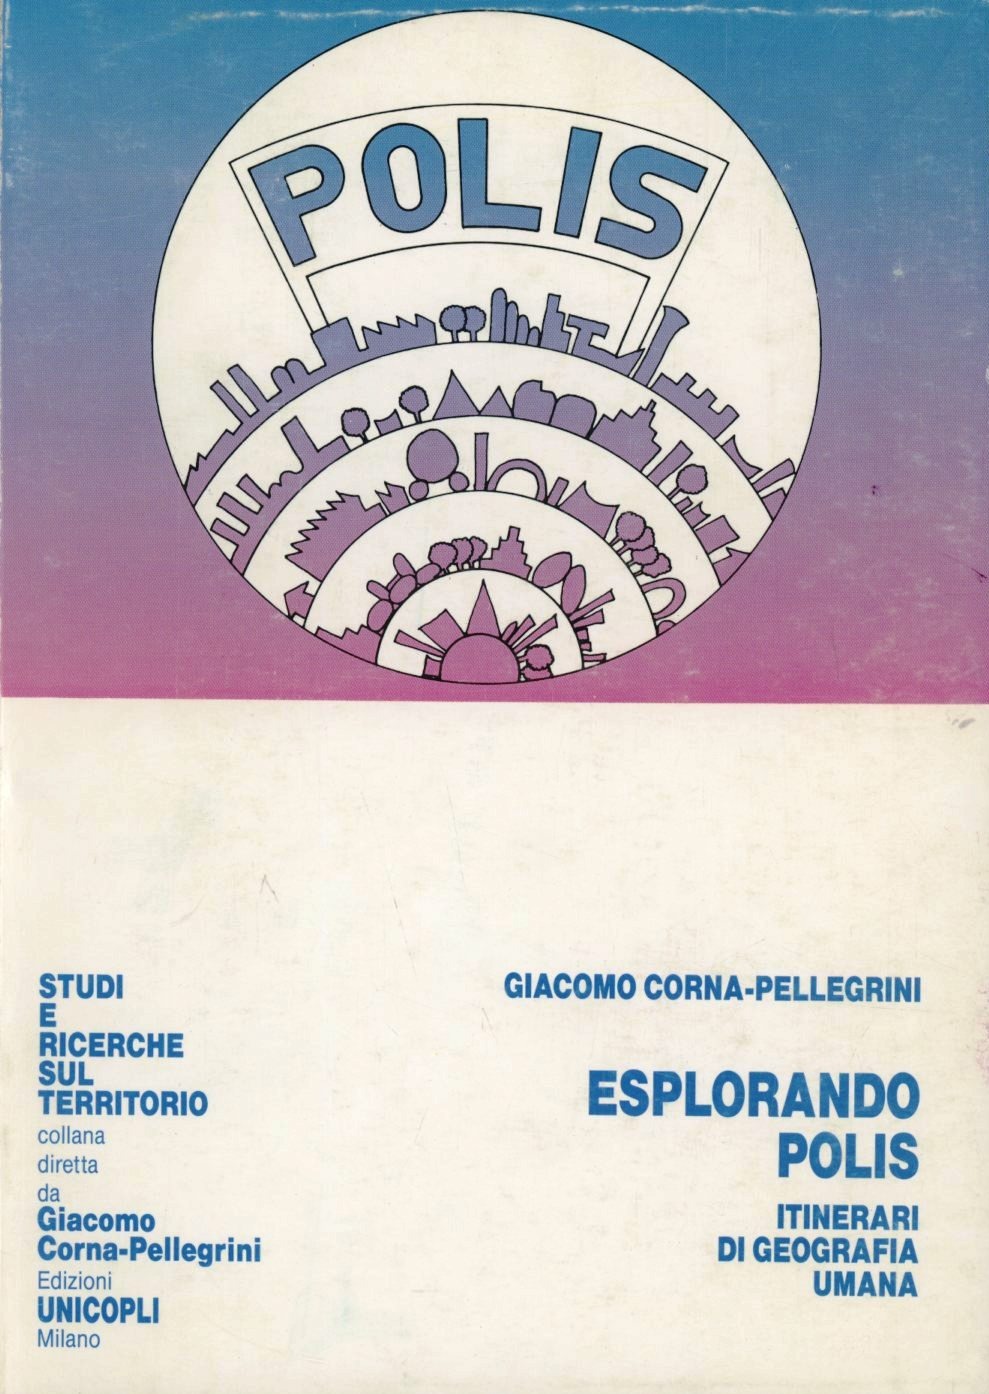 POLIS
STUDI
E
RICERCHE
SUL
TERRITORIO
collana
diretta
da
Giacomo
Corna-Pellegrini
Edizioni
UNICOPLI
Milano
GIACOMO CORNA-PELLEGRINI
ESPLORANDO
POLIS
ITINERARI
DI GEOGRAFIA
UMANA